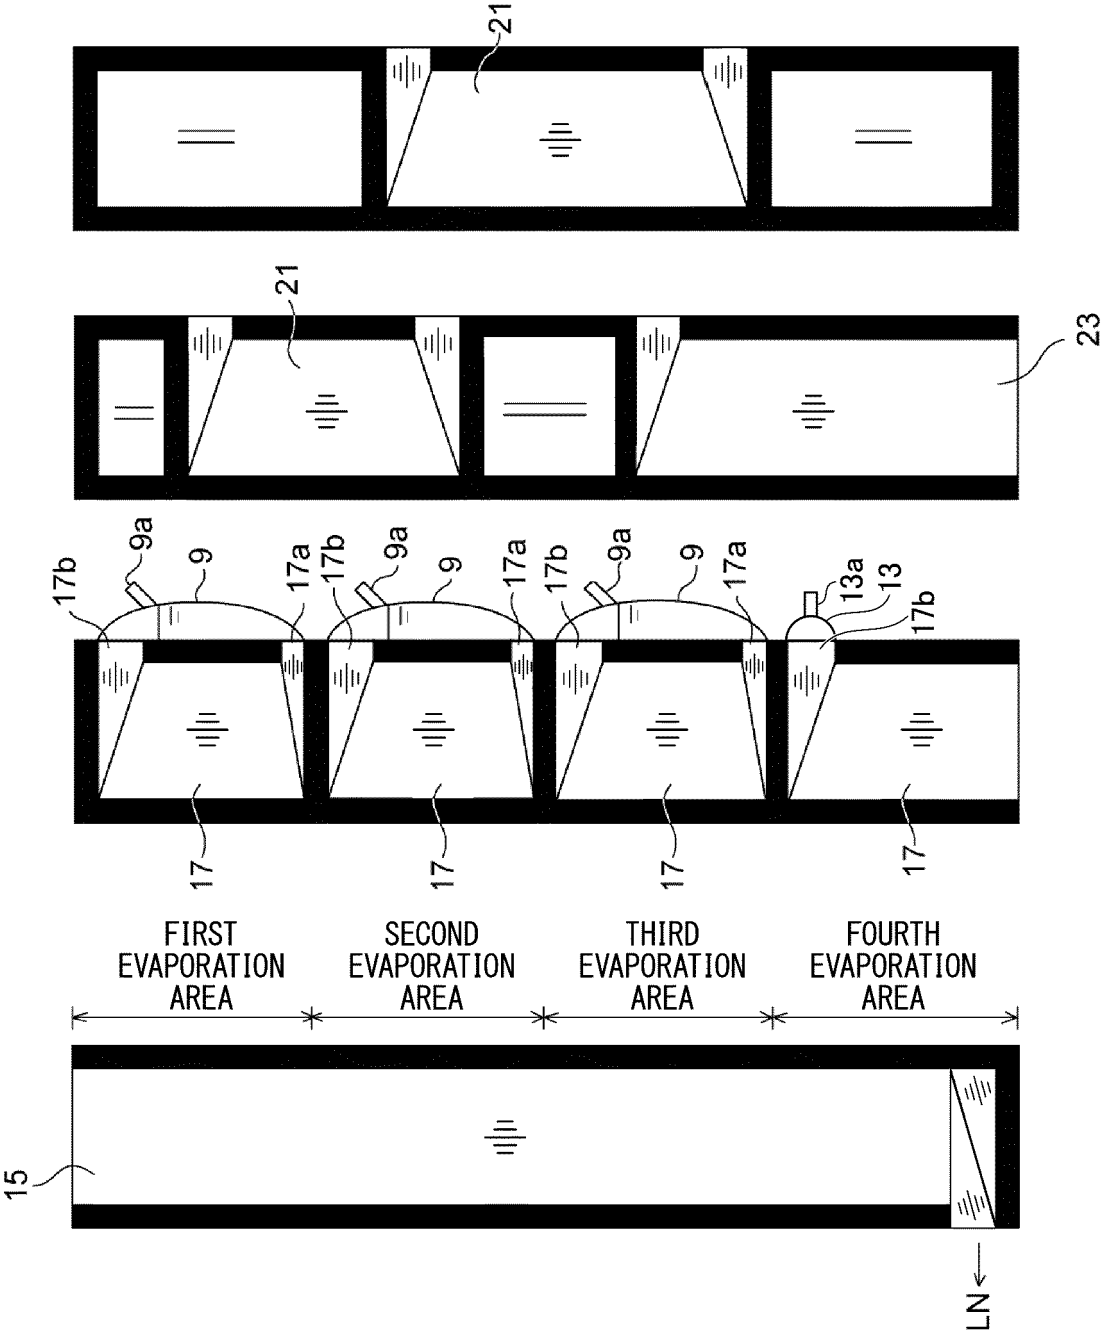 21
21
23
17b
9a
9
17a
17b
9a
9
17a
17b
9a
9
17a
13a
13
17b
17
17
17
17
FIRST
EVAPORATION
AREA
SECOND
EVAPORATION
AREA
THIRD
EVAPORATION
AREA
FOURTH
EVAPORATION
AREA
15
LN